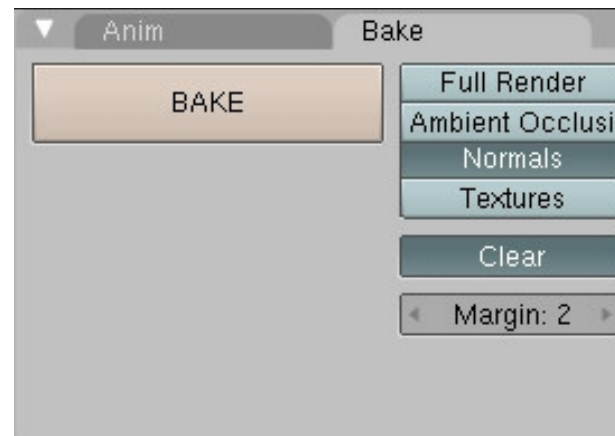 Anim
Bake
BAKE
Full Render
Ambient Occlusi
Normals
Textures
Clear
Margin: 2